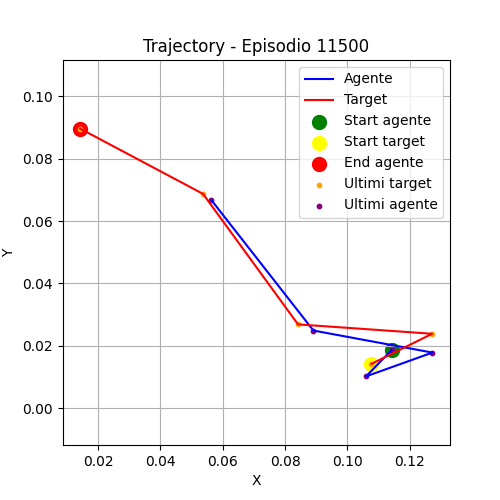 Trajectory - Episodio 11500
Agente
Target
Start agente
Start target
End agente
Ultimi target
Ultimi agente
0.10
0.08
0.06
0.04
0.02
0.00
Y
0.02
0.04
0.06
0.08
0.10
0.12
X